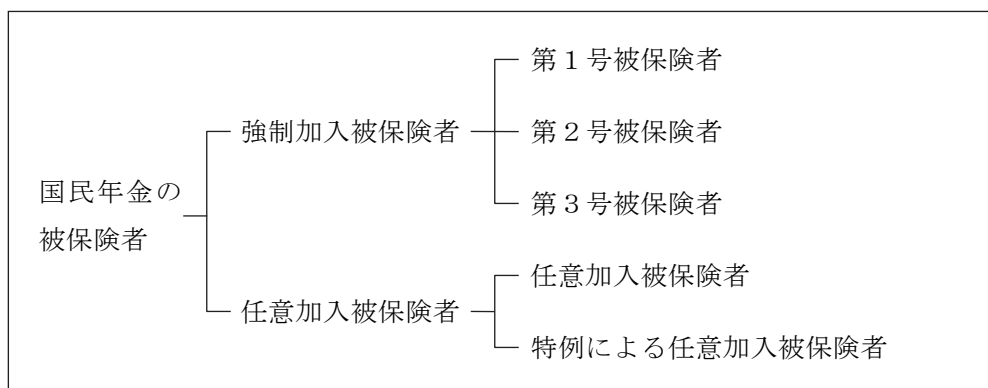 国民年金の
被保険者
強制加入被保険者
第１号被保険者
第２号被保険者
第３号被保険者
任意加入被保険者
任意加入被保険者
特例による任意加入被保険者